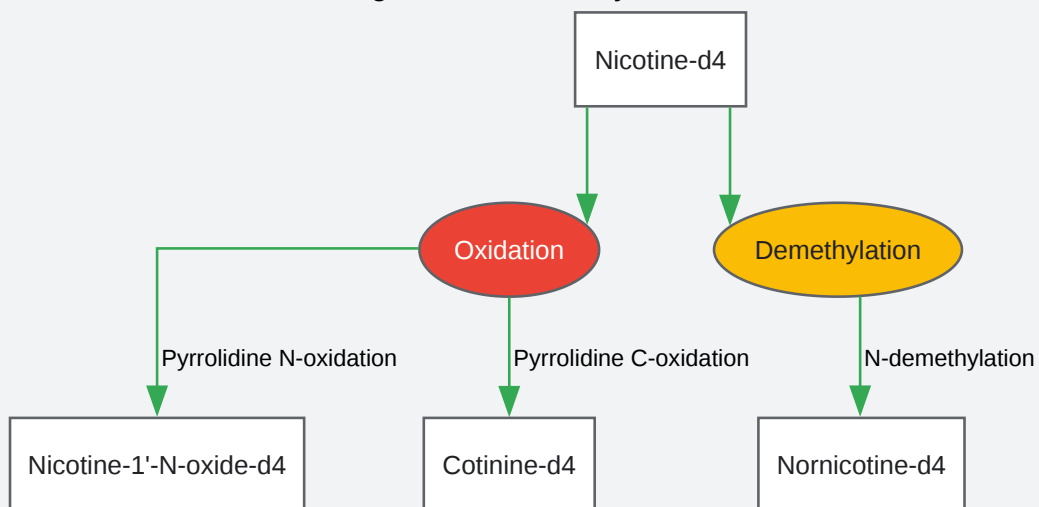 Nicotine-d4
Oxidation
Demethylation
Pyrrolidine N-oxidation
Pyrrolidine C-oxidation
N-demethylation
Nicotine-1'-N-oxide-d4
Cotinine-d4
Nornicotine-d4